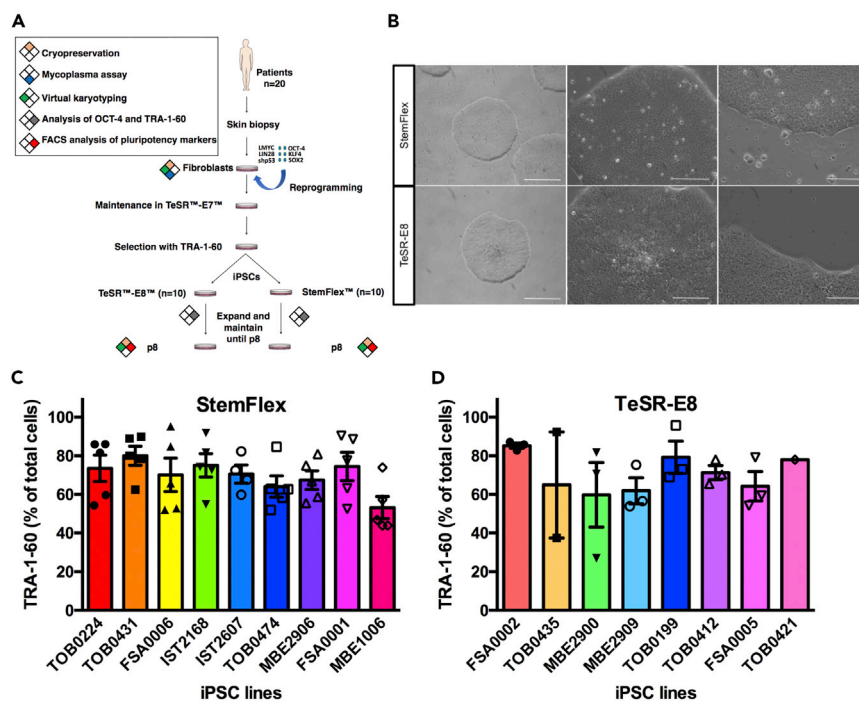 A
Cryopreservation
Mycoplasma assay
Virtual karyotyping
Analysis of OCT-4 and TRA-1-60
FACS analysis of pluripotency markers
Patients
n=20
Skin biopsy
LMYC OCT-4
LIN28 KLF4
shp53 SOX2
Fibroblasts
Reprogramming
Maintenance in TeSR™-E7™
Selection with TRA-1-60
iPSCs
TeSR™-E8™ (n=10)
StemFlex™ (n=10)
Expand and
maintain
until p8
p8
p8
B
StemFlex
TeSR-E8
C
StemFlex
TRA-1-60 (% of total cells)
100
80
60
40
20
0
TOB0224
TOB0431
FSA0006
IST2168
IST2607
TOB0474
MBE2906
FSA0001
MBE1006
iPSC lines
D
TeSR-E8
TRA-1-60 (% of total cells)
100
80
60
40
20
0
FSA0002
TOB0435
MBE2900
MBE2909
TOB0199
TOB0412
FSA0005
TOB0421
iPSC lines